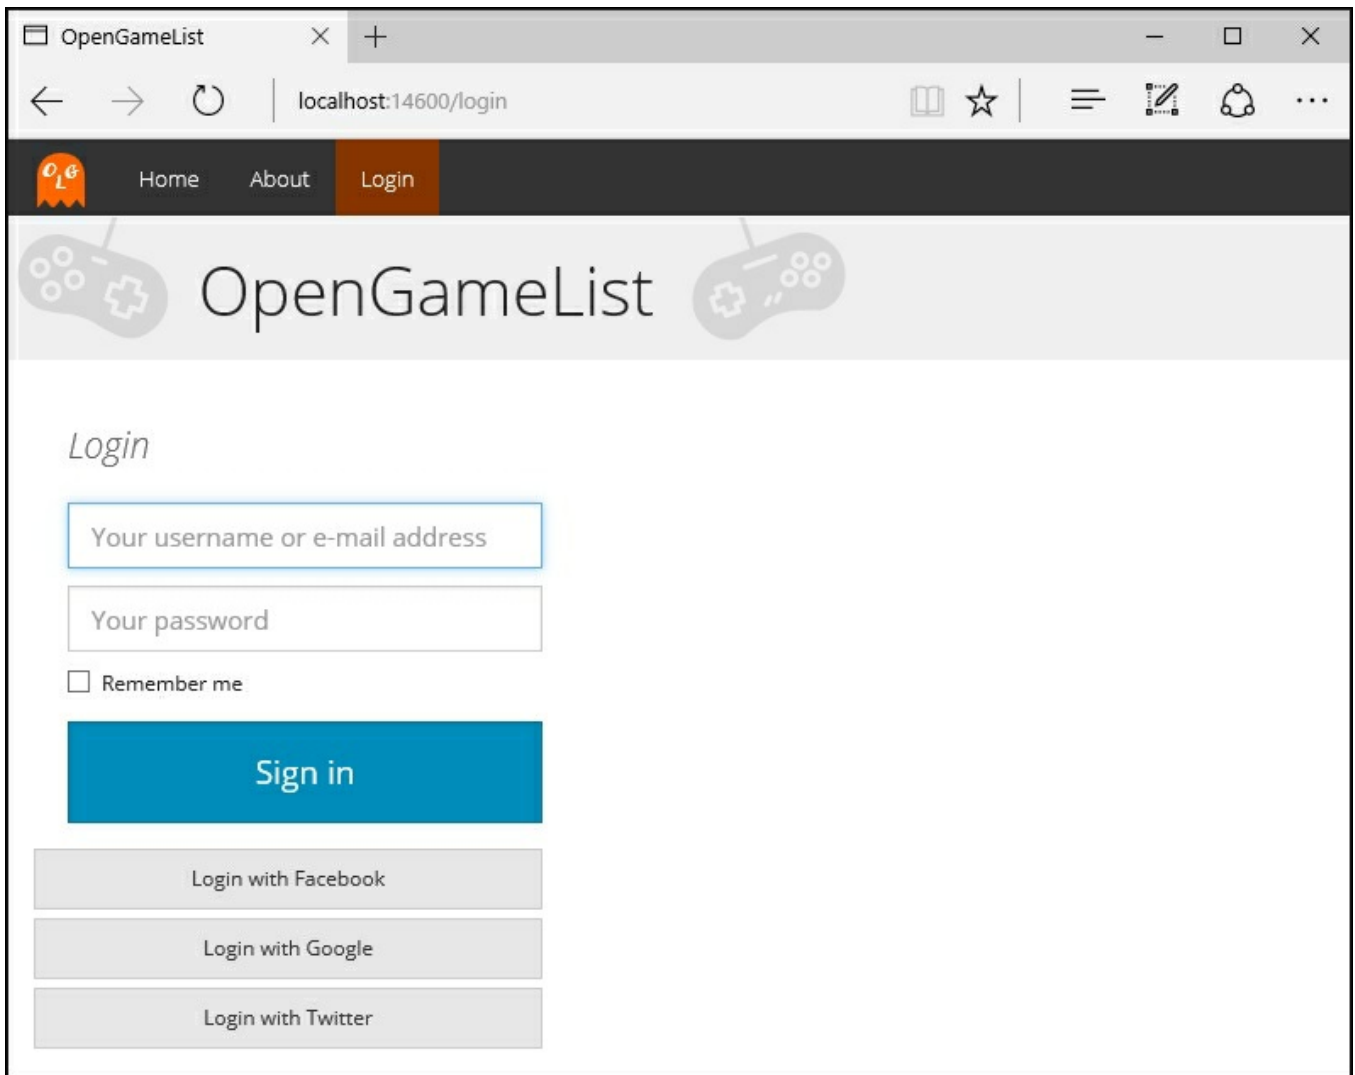 OpenGameList
localhost:14600/login
OLG Home About Login
OpenGameList
Login
Your username or e-mail address
Your password
Remember me
Sign in
Login with Facebook
Login with Google
Login with Twitter